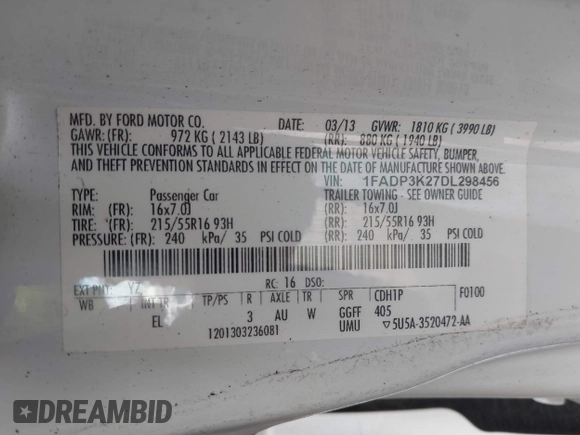 MFD. BY FORD MOTOR CO.
DATE: 03/13 GVWR: 1810 KG ( 3990 LB)
GAWR: (FR): 972 KG ( 2143 LB) (RR): 880 KG ( 1940 LB)
THIS VEHICLE CONFORMS TO ALL APPLICABLE FEDERAL MOTOR VEHICLE SAFETY, BUMPER,
AND THEFT PREVENTION STANDARDS IN EFFECT ON THE DATE OF MANUFACTURE SHOWN ABOVE.
VIN: 1FADP3K27DL298456
TYPE: Passenger Car TRAILER TOWING - SEE OWNER GUIDE
RIM: (FR): 16x7.0J (RR): 16x7.0J
TIRE: (FR): 215/55R16 93H (RR): 215/55R16 93H
PRESSURE: (FR): 240 kPa/ 35 PSI COLD (RR): 240 kPa/ 35 PSI COLD
EXT PNT: YZ RC: 16 DSO: F0100
WB INT TR TP/PS R AXLE TR SPR CDH1P
EL 3 AU W GGFF 405
1201303236081 UMU ▽5U5A-3520472-AA
DREAMBID